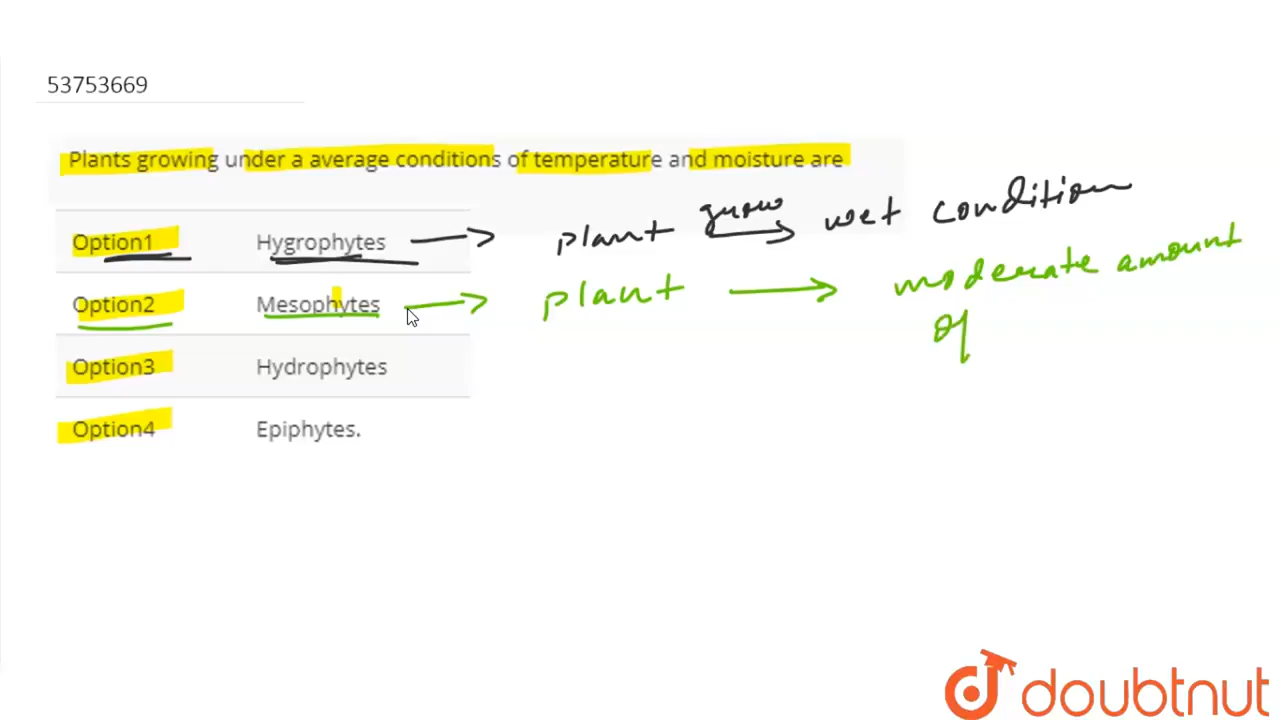 53753669
Plants growing under a average conditions of temperature and moisture are
Option1 Hygrophytes → plant grow → wet condition
Option2 Mesophytes → plant → moderate amount
of
Option3 Hydrophytes
Option4 Epiphytes.
doubtnut